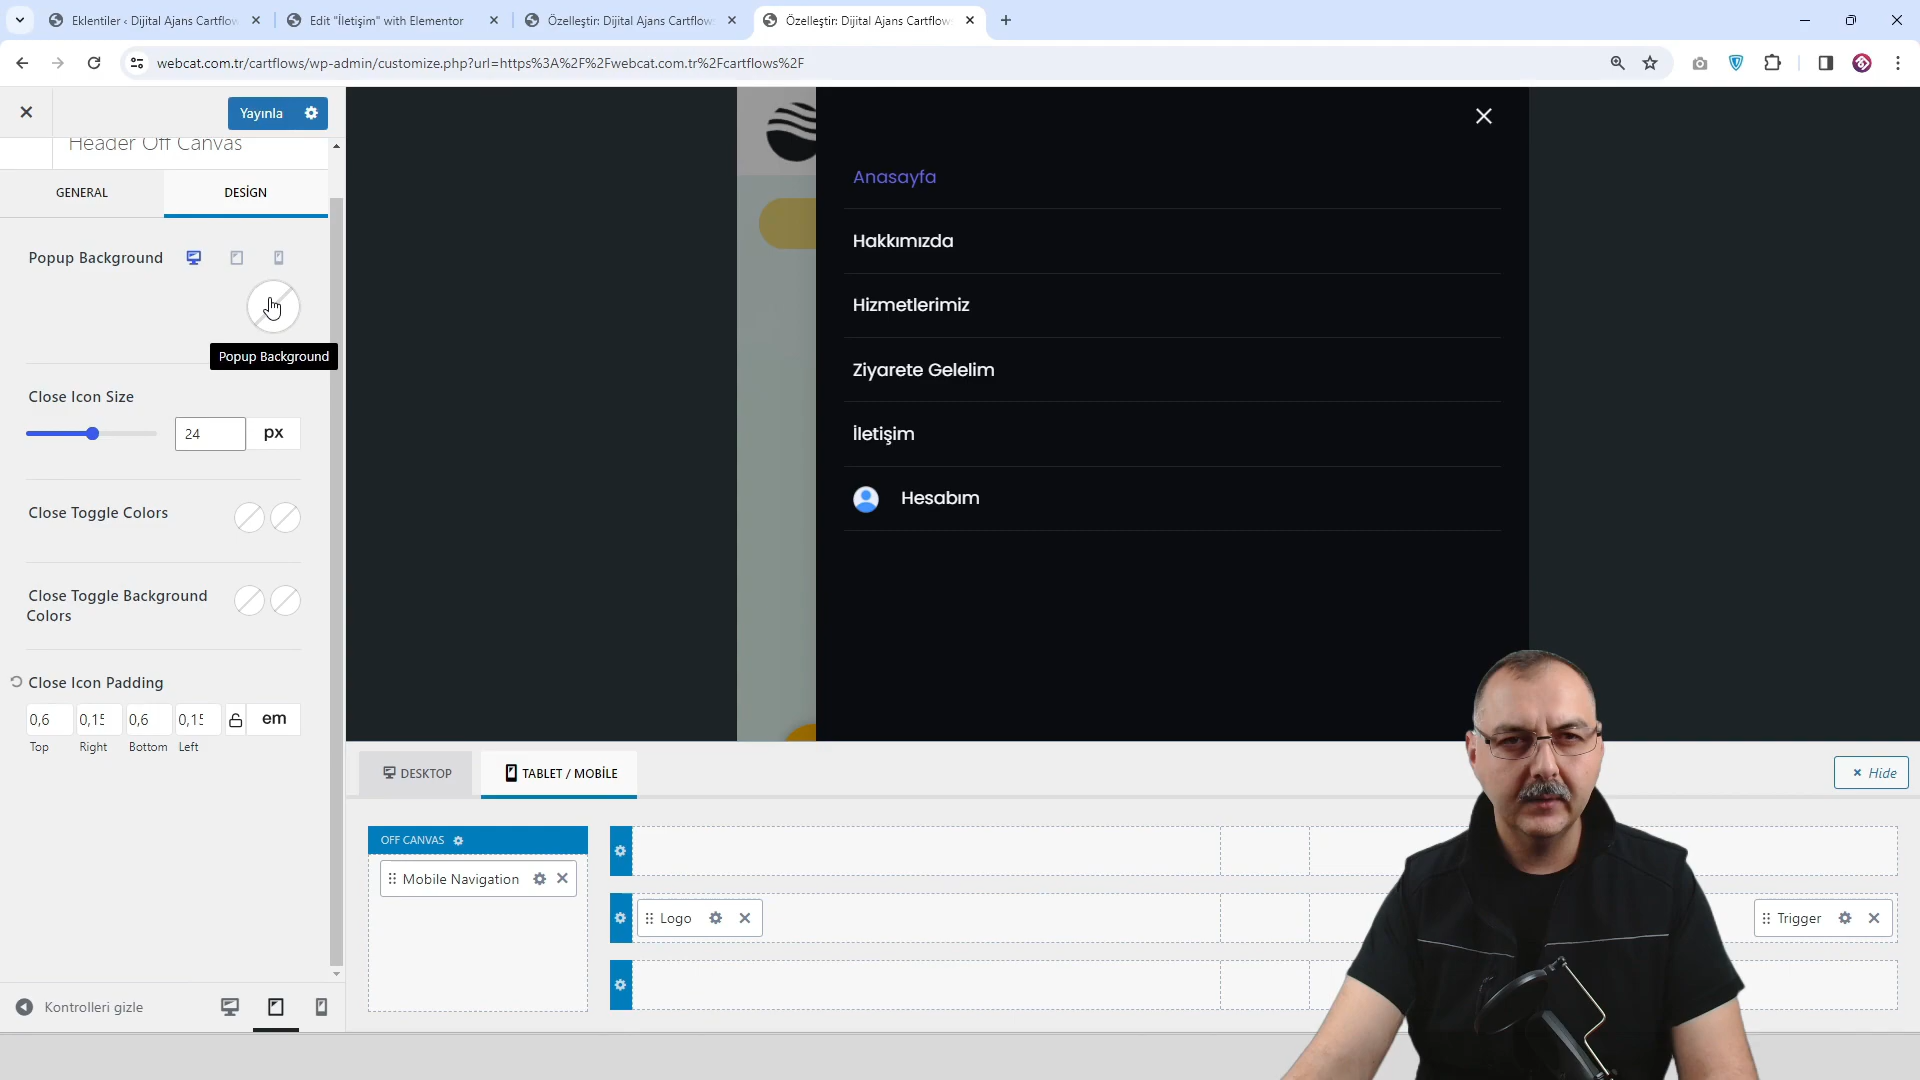 Eklentiler ‹ Dijital Ajans Cartflow
Edit "İletişim" with Elementor
Özelleştir: Dijital Ajans Cartflow
Özelleştir: Dijital Ajans Cartflow
webcat.com.tr/cartflows/wp-admin/customize.php?url=https%3A%2F%2Fwebcat.com.tr%2Fcartflows%2F
Yayınla
Header Off Canvas
GENERAL
DESİGN
Popup Background
Popup Background
Close Icon Size
24
px
Close Toggle Colors
Close Toggle Background
Colors
Close Icon Padding
0,6
0,15
0,6
0,15
em
Top
Right
Bottom
Left
Kontrolleri gizle
Anasayfa
Hakkımızda
Hizmetlerimiz
Ziyarete Gelelim
İletişim
Hesabım
DESKTOP
TABLET / MOBİLE
Hide
OFF CANVAS
Mobile Navigation
Logo
Trigger